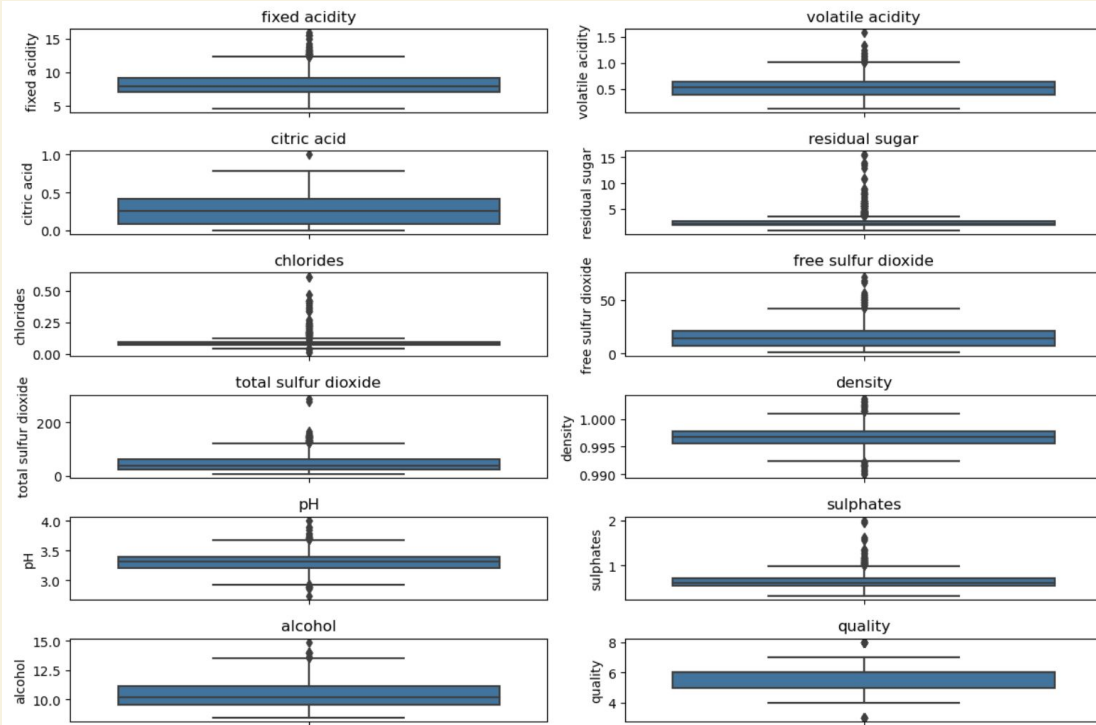 fixed acidity
fixed acidity
15
10
5
volatile acidity
volatile acidity
1.5
1.0
0.5
citric acid
citric acid
1.0
0.5
0.0
residual sugar
residual sugar
15
10
5
chlorides
chlorides
0.50
0.25
0.00
free sulfur dioxide
free sulfur dioxide
50
0
total sulfur dioxide
total sulfur dioxide
200
0
density
density
1.000
0.995
0.990
pH
pH
4.0
3.5
3.0
sulphates
sulphates
2
1
alcohol
alcohol
15.0
12.5
10.0
quality
quality
8
6
4